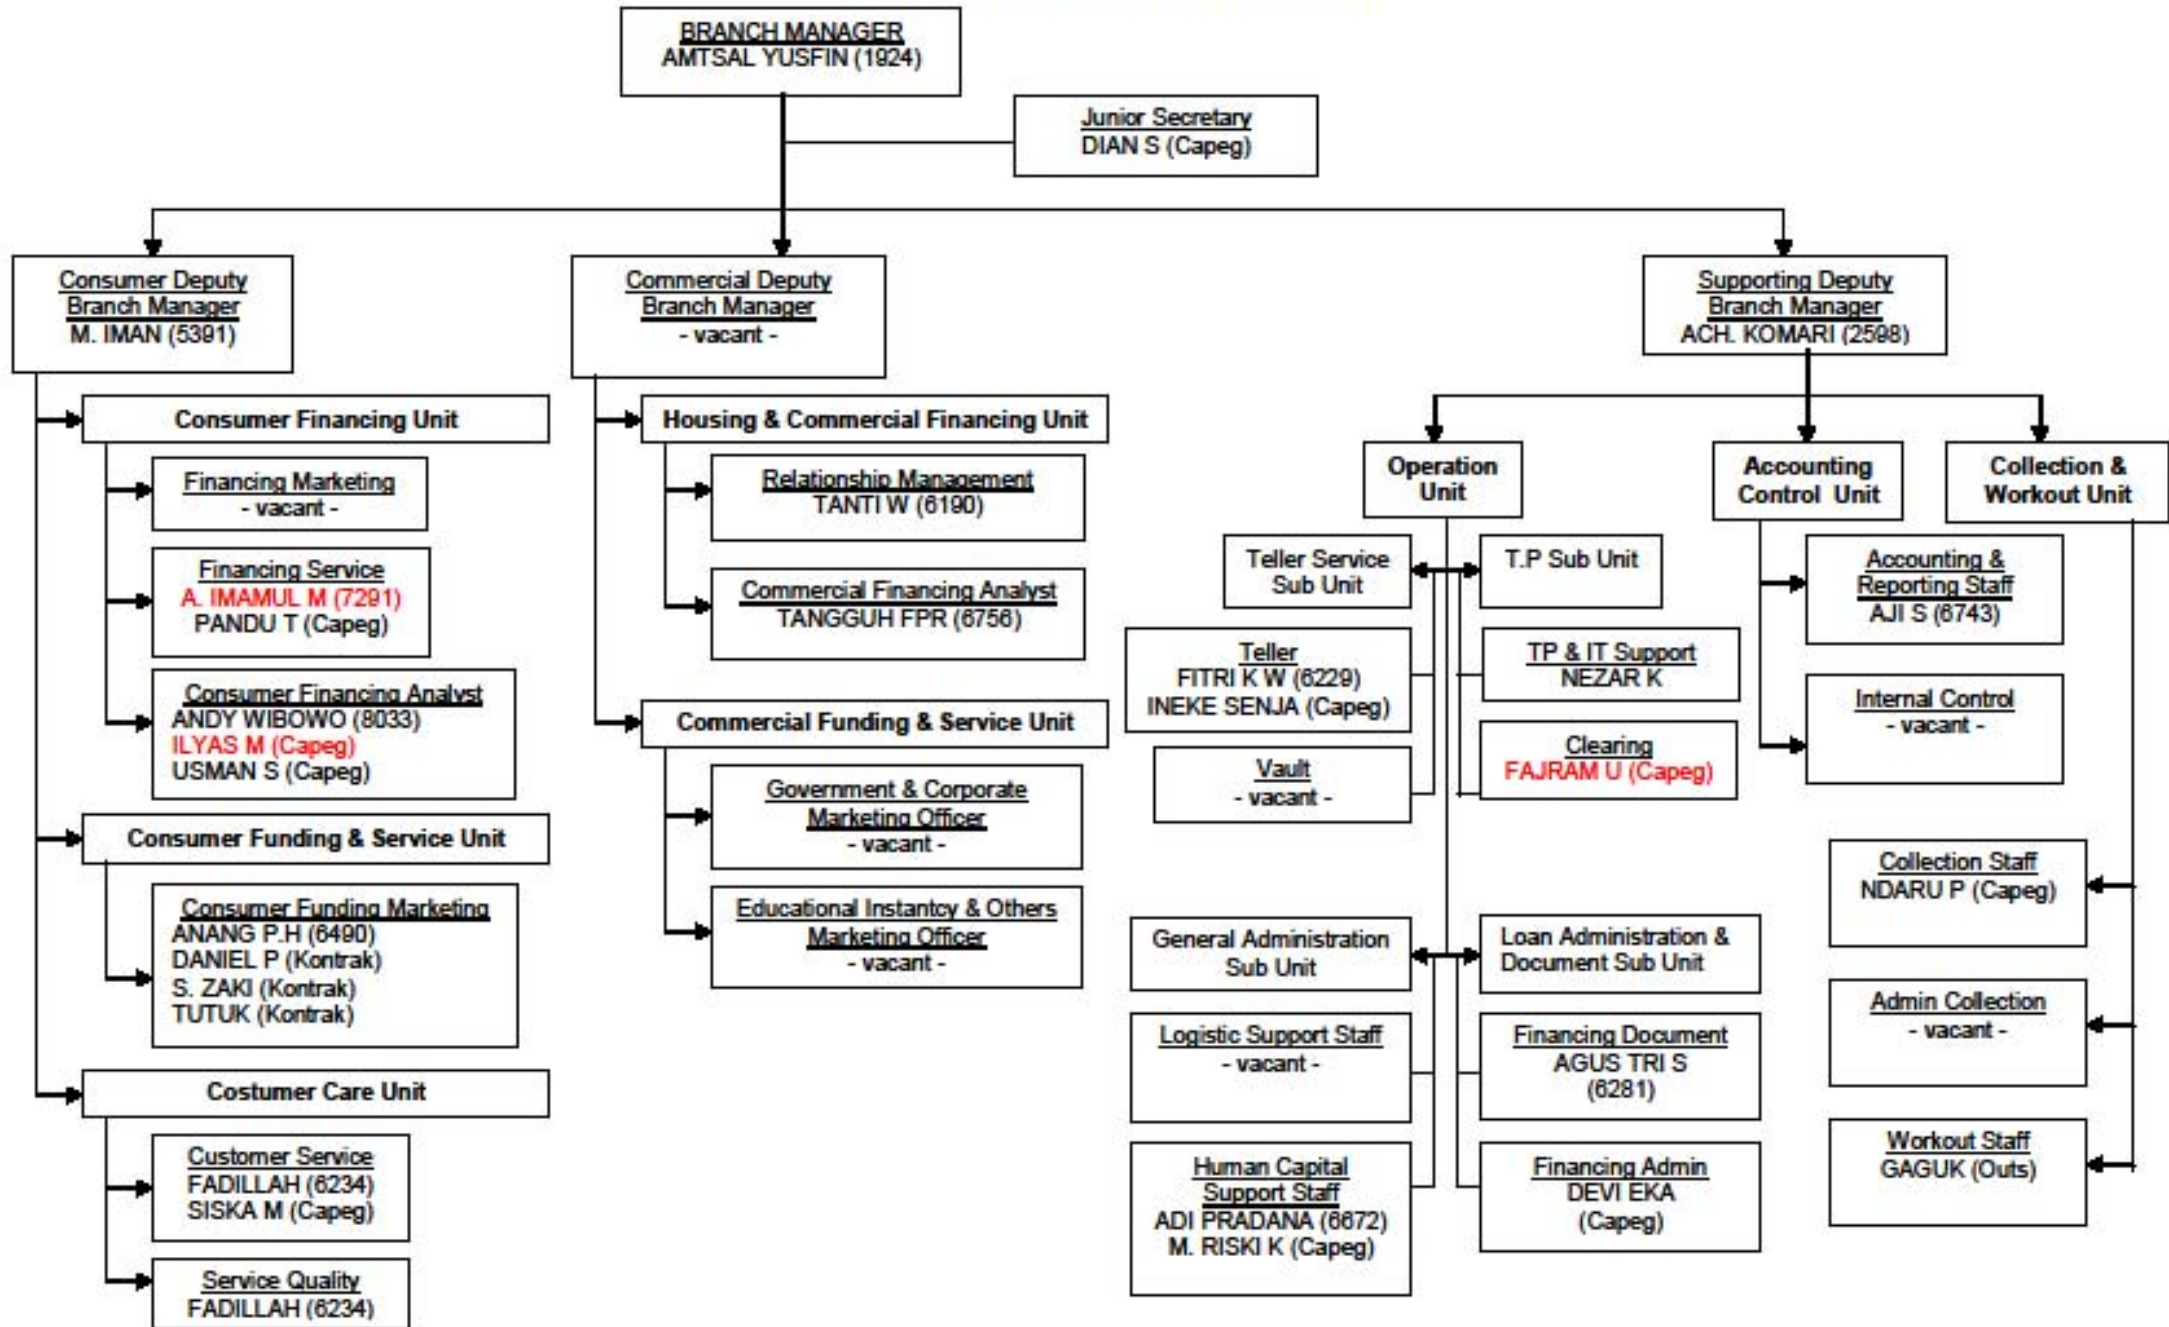 BRANCH MANAGER
AMTSAL YUSFIN (1924)
Junior Secretary
DIAN S (Capeg)
Consumer Deputy
Branch Manager
M. IMAN (5391)
Consumer Financing Unit
Financing Marketing
- vacant -
Financing Service
A. IMAMUL M (7291)
PANDU T (Capeg)
Consumer Financing Analyst
ANDY WIBOWO (8033)
ILYAS M (Capeg)
USMAN S (Capeg)
Consumer Funding & Service Unit
Consumer Funding Marketing
ANANG P.H (6490)
DANIEL P (Kontrak)
S. ZAKI (Kontrak)
TUTUK (Kontrak)
Costumer Care Unit
Customer Service
FADILLAH (6234)
SISKA M (Capeg)
Service Quality
FADILLAH (6234)
Commercial Deputy
Branch Manager
- vacant -
Housing & Commercial Financing Unit
Relationship Management
TANTI W (6190)
Commercial Financing Analyst
TANGGUH FPR (6756)
Commercial Funding & Service Unit
Government & Corporate
Marketing Officer
- vacant -
Educational Instantcy & Others
Marketing Officer
- vacant -
Supporting Deputy
Branch Manager
ACH. KOMARI (2598)
Operation
Unit
Teller Service
Sub Unit
T.P Sub Unit
Teller
FITRI K W (6229)
INEKE SENJA (Capeg)
TP & IT Support
NEZAR K
Vault
- vacant -
Clearing
FAJRAM U (Capeg)
General Administration
Sub Unit
Loan Administration &
Document Sub Unit
Logistic Support Staff
- vacant -
Financing Document
AGUS TRI S
(6281)
Human Capital
Support Staff
ADI PRADANA (6672)
M. RISKI K (Capeg)
Financing Admin
DEVI EKA
(Capeg)
Accounting
Control Unit
Accounting &
Reporting Staff
AJI S (6743)
Internal Control
- vacant -
Collection &
Workout Unit
Collection Staff
NDARU P (Capeg)
Admin Collection
- vacant -
Workout Staff
GAGUK (Outs)